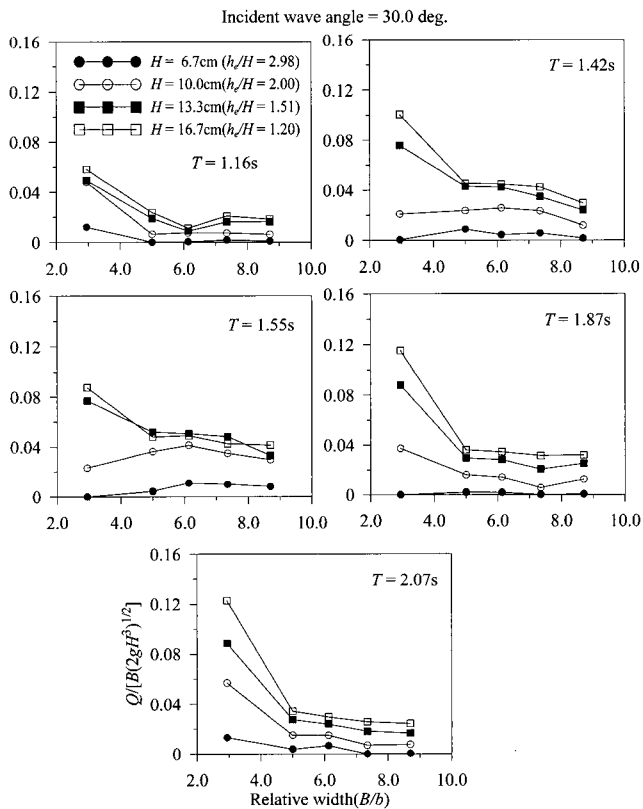 Incident wave angle = 30.0 deg.
0.16
0.12
0.08
0.04
0
H = 6.7cm(hₑ/H = 2.98)
H = 10.0cm(hₑ/H = 2.00)
H = 13.3cm(hₑ/H = 1.51)
H = 16.7cm(hₑ/H = 1.20)
T = 1.16s
2.0 4.0 6.0 8.0 10.0
0.16
0.12
0.08
0.04
0
T = 1.42s
2.0 4.0 6.0 8.0 10.0
0.16
0.12
0.08
0.04
0
T = 1.55s
2.0 4.0 6.0 8.0 10.0
0.16
0.12
0.08
0.04
0
T = 1.87s
2.0 4.0 6.0 8.0 10.0
Q/[B(2gH³)^1/2]
0.16
0.12
0.08
0.04
0
T = 2.07s
2.0 4.0 6.0 8.0 10.0
Relative width(B/b)